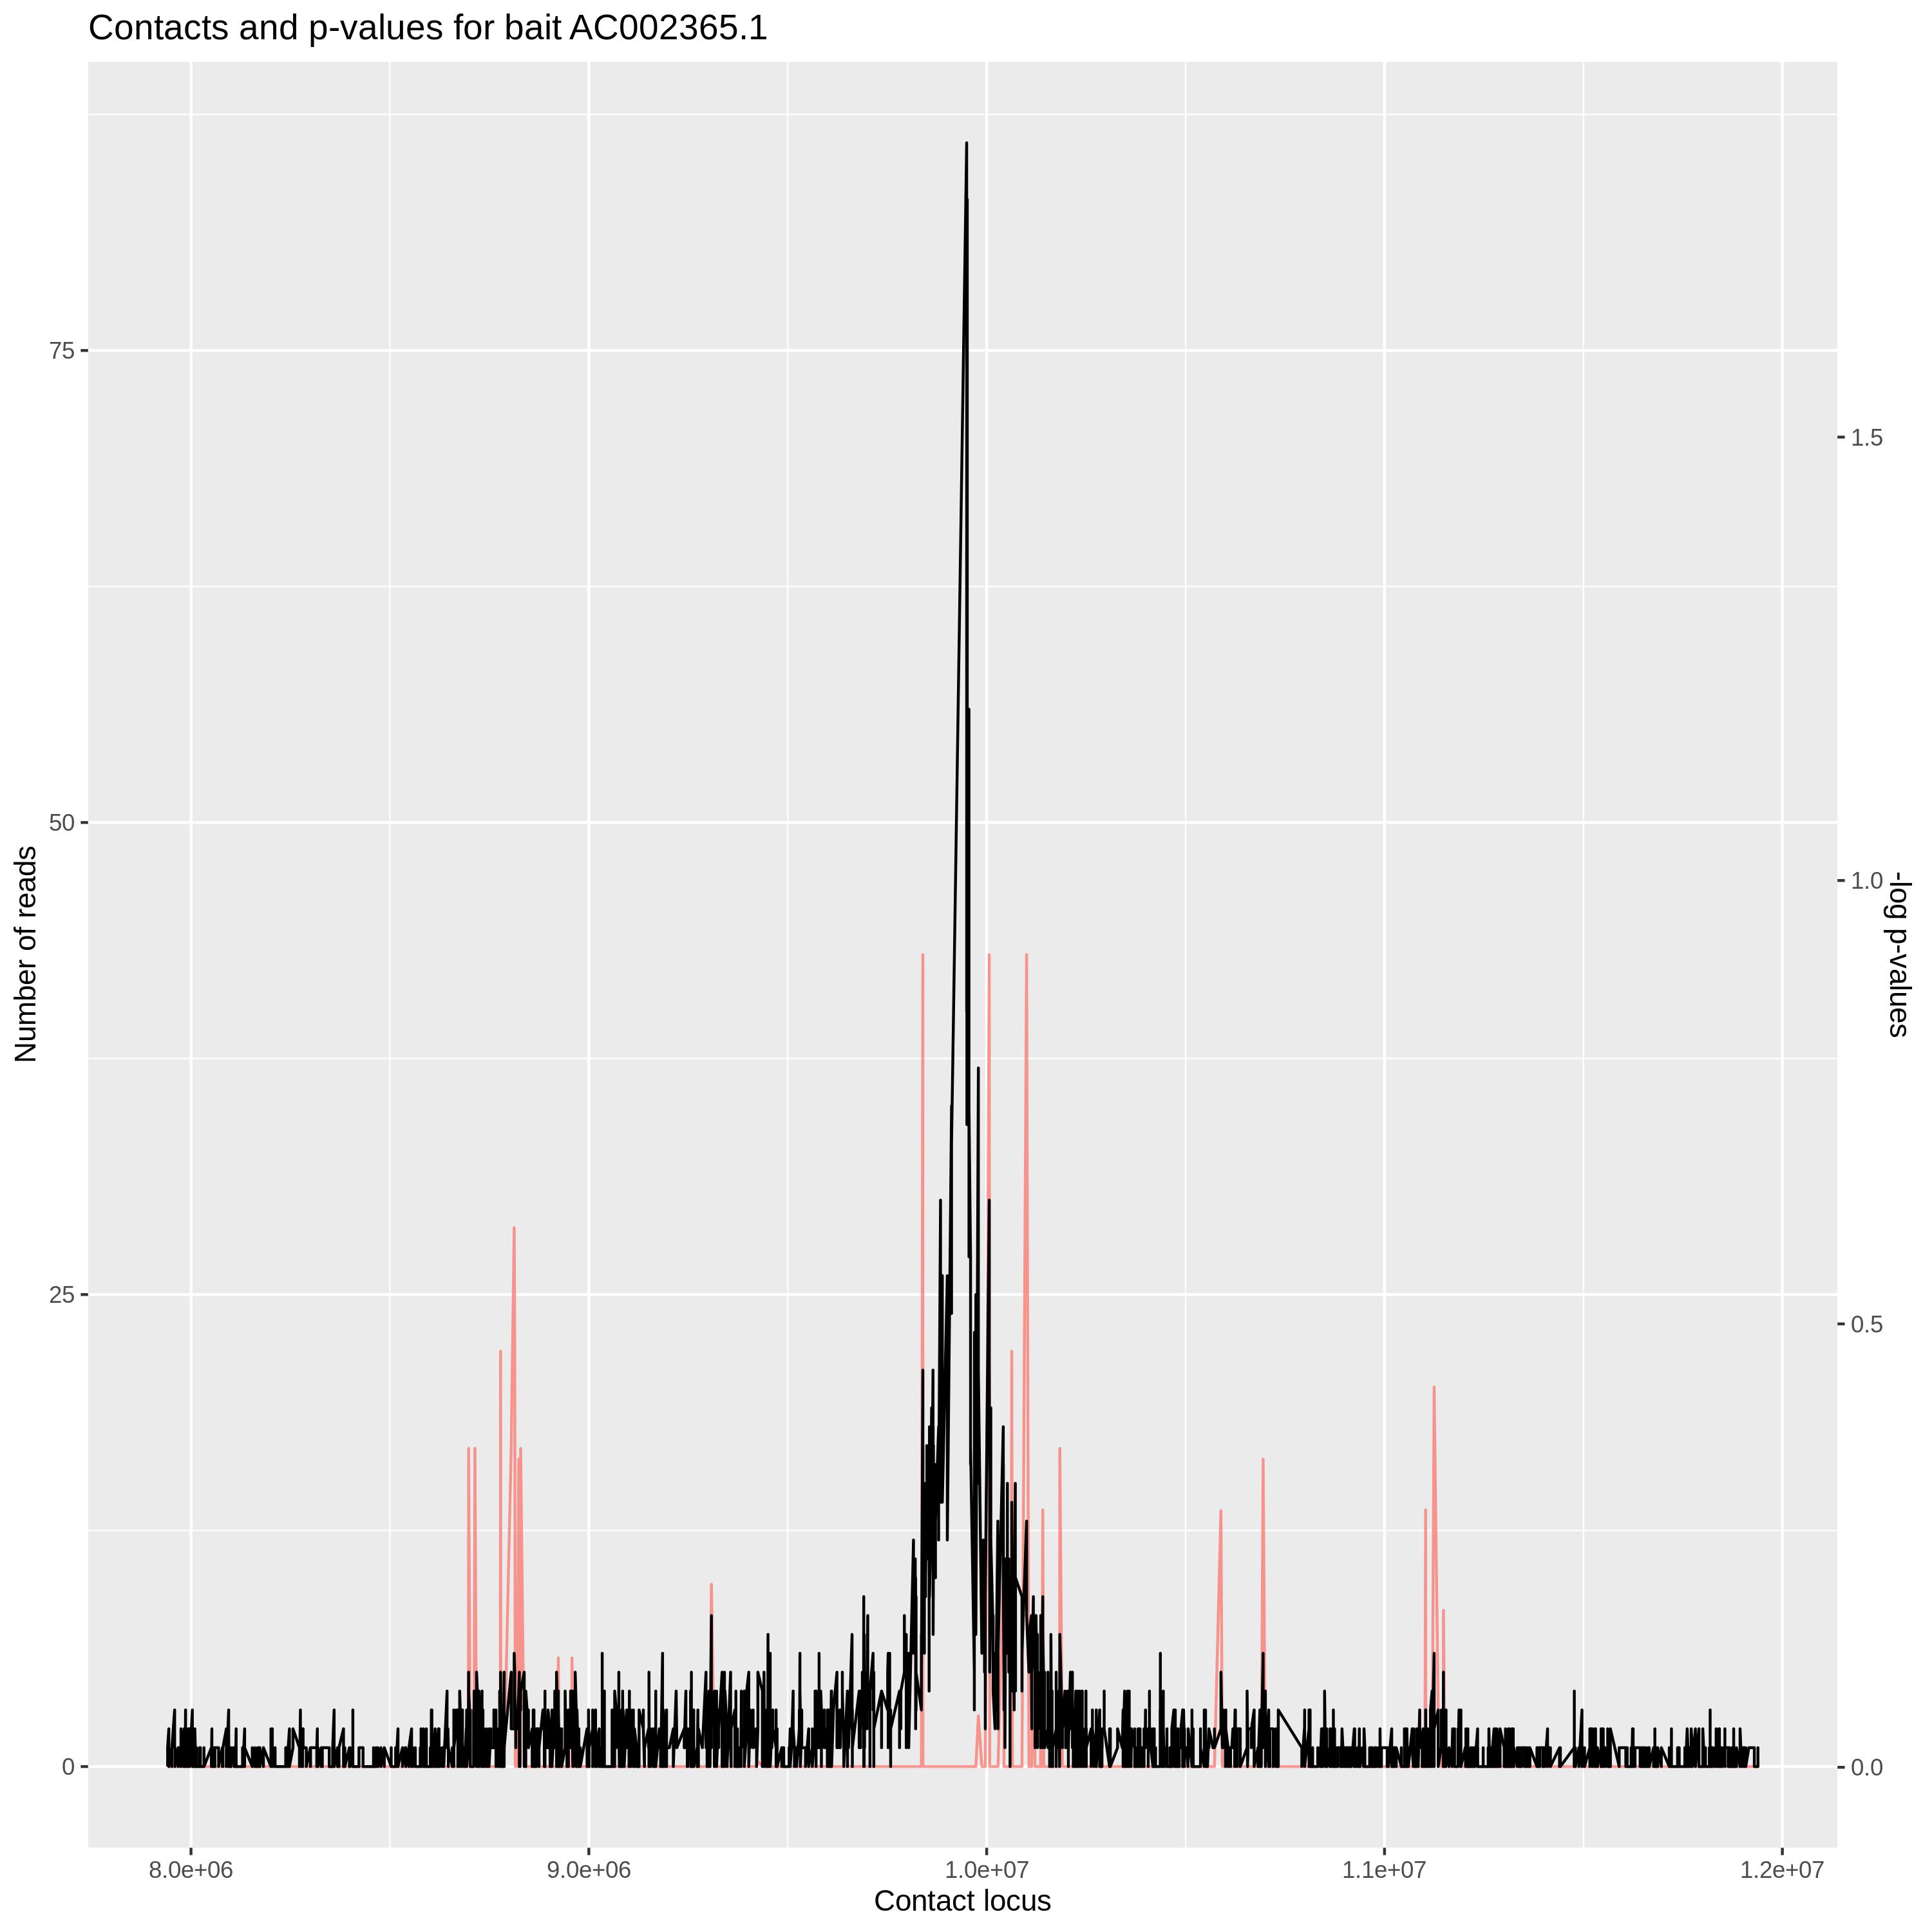 Contacts and p-values for bait AC002365.1
75
50
25
0
1.5
1.0
0.5
0.0
Number of reads
-log p-values
8.0e+06
9.0e+06
1.0e+07
1.1e+07
1.2e+07
Contact locus